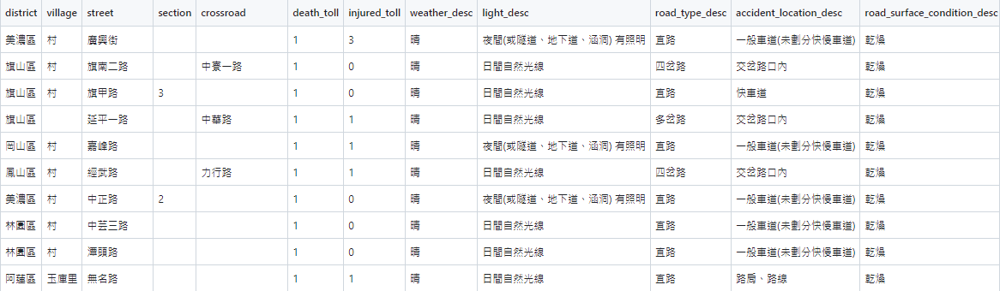 district village street section crossroad death_toll injured_toll weather_desc light_desc road_type_desc accident_location_desc road_surface_condition_desc
美濃區 村 廣興街 1 3 晴 夜間(或隧道、地下道、涵洞) 有照明 直路 一般車道(未劃分快慢車道) 乾燥
旗山區 村 旗南二路 中寮一路 1 0 晴 日間自然光線 四岔路 交岔路口內 乾燥
旗山區 村 旗甲路 3 1 0 晴 日間自然光線 直路 快車道 乾燥
旗山區 延平一路 中華路 1 1 晴 日間自然光線 多岔路 交岔路口內 乾燥
岡山區 村 嘉峰路 1 1 晴 夜間(或隧道、地下道、涵洞) 有照明 直路 一般車道(未劃分快慢車道) 乾燥
鳳山區 村 經武路 力行路 1 1 晴 日間自然光線 四岔路 交岔路口內 乾燥
美濃區 村 中正路 2 1 0 晴 夜間(或隧道、地下道、涵洞) 有照明 直路 一般車道(未劃分快慢車道) 乾燥
林園區 村 中芸三路 1 0 晴 日間自然光線 直路 一般車道(未劃分快慢車道) 乾燥
林園區 村 潭頭路 1 0 晴 日間自然光線 直路 一般車道(未劃分快慢車道) 乾燥
阿蓮區 玉庫里 無名路 1 1 晴 日間自然光線 直路 路肩、路線 乾燥